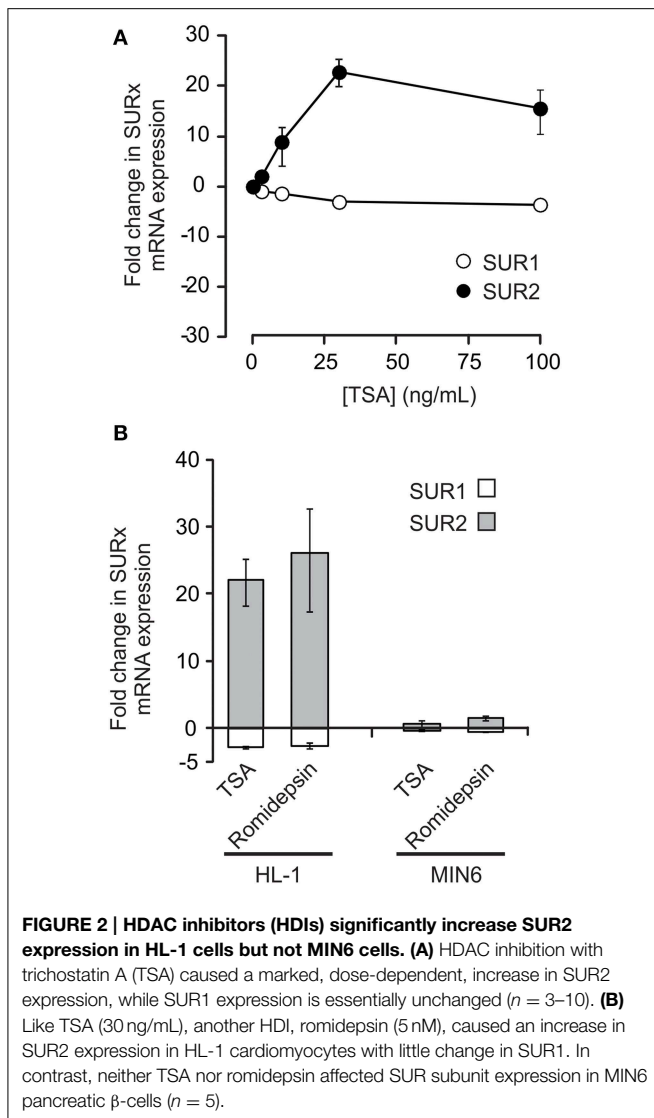 A
Fold change in SURx
mRNA expression
30
20
10
0
-10
-20
-30
SUR1
SUR2
0
25
50
75
100
[TSA] (ng/mL)
B
Fold change in SURx
mRNA expression
40
30
20
10
0
-5
SUR1
SUR2
TSA
Romidepsin
TSA
Romidepsin
HL-1
MIN6
FIGURE 2 | HDAC inhibitors (HDIs) significantly increase SUR2
expression in HL-1 cells but not MIN6 cells. (A) HDAC inhibition with
trichostatin A (TSA) caused a marked, dose-dependent, increase in SUR2
expression, while SUR1 expression is essentially unchanged (n = 3–10). (B)
Like TSA (30 ng/mL), another HDI, romidepsin (5 nM), caused an increase in
SUR2 expression in HL-1 cardiomyocytes with little change in SUR1. In
contrast, neither TSA nor romidepsin affected SUR subunit expression in MIN6
pancreatic β-cells (n = 5).